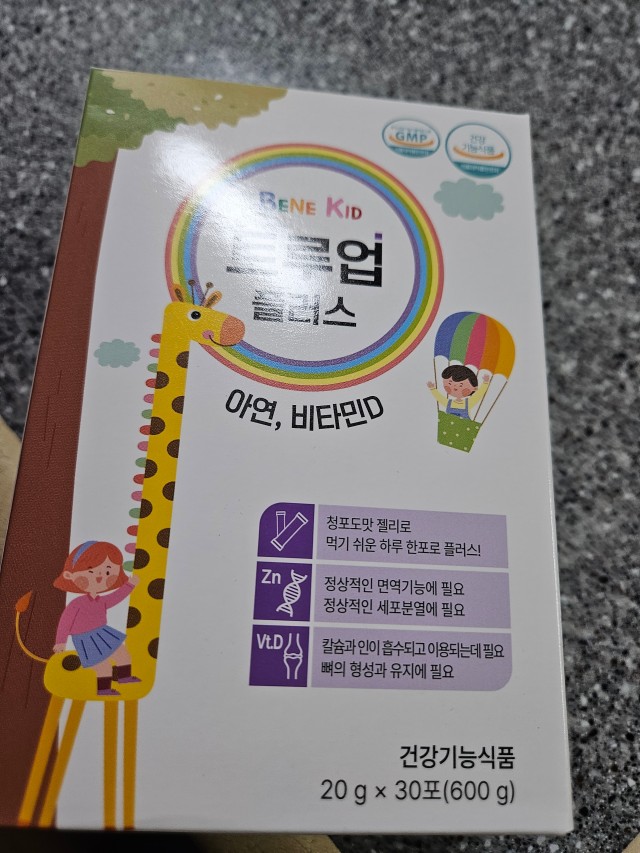 GMP
건강
기능식품
BENE KID
트루업
플러스
아연, 비타민D
청포도맛 젤리로
먹기 쉬운 하루 한포로 플러스!
Zn
정상적인 면역기능에 필요
정상적인 세포분열에 필요
Vt.D
칼슘과 인이 흡수되고 이용되는데 필요
뼈의 형성과 유지에 필요
건강기능식품
20 g × 30포(600 g)